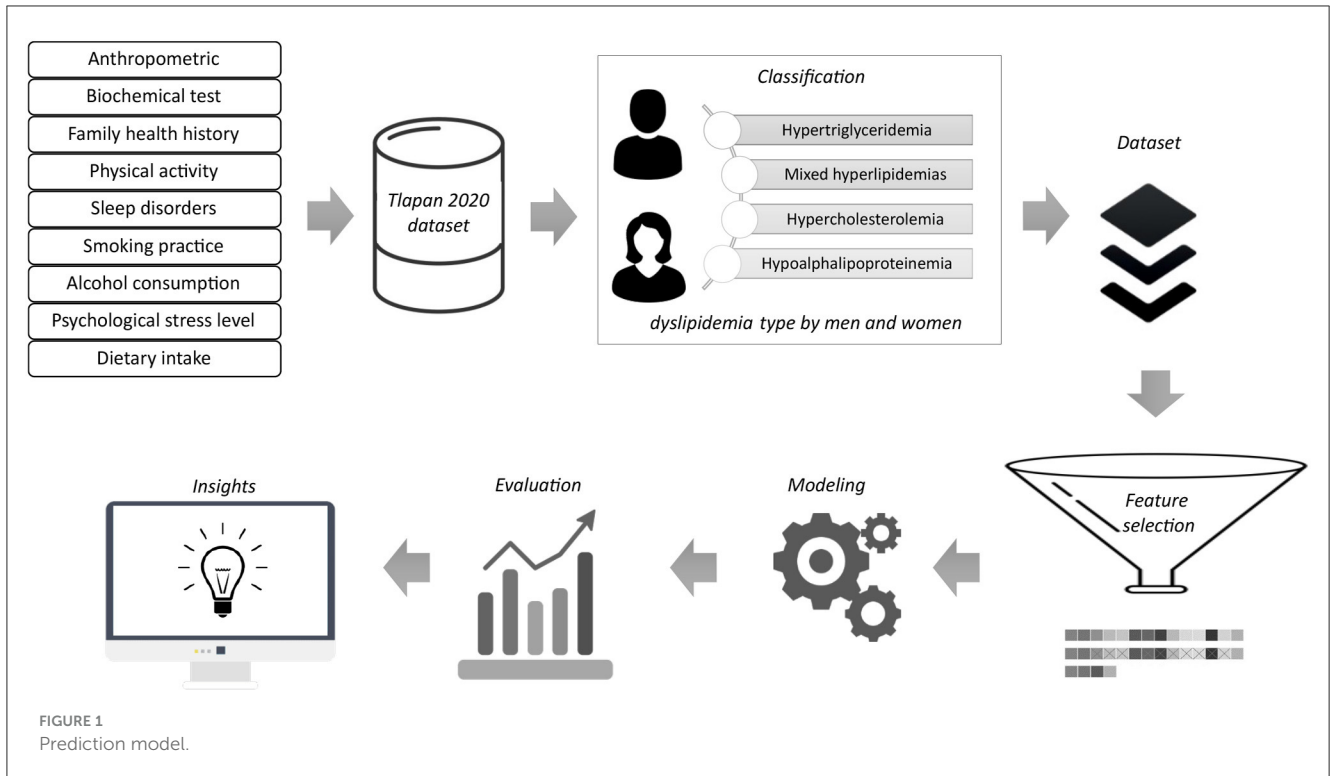 Anthropometric
Biochemical test
Family health history
Physical activity
Sleep disorders
Smoking practice
Alcohol consumption
Psychological stress level
Dietary intake
Tlapan 2020
dataset
Classification
Hypertriglyceridemia
Mixed hyperlipidemias
Hypercholesterolemia
Hypoalphalipoproteinemia
dyslipidemia type by men and women
Dataset
Feature
selection
Modeling
Evaluation
Insights
FIGURE 1
Prediction model.